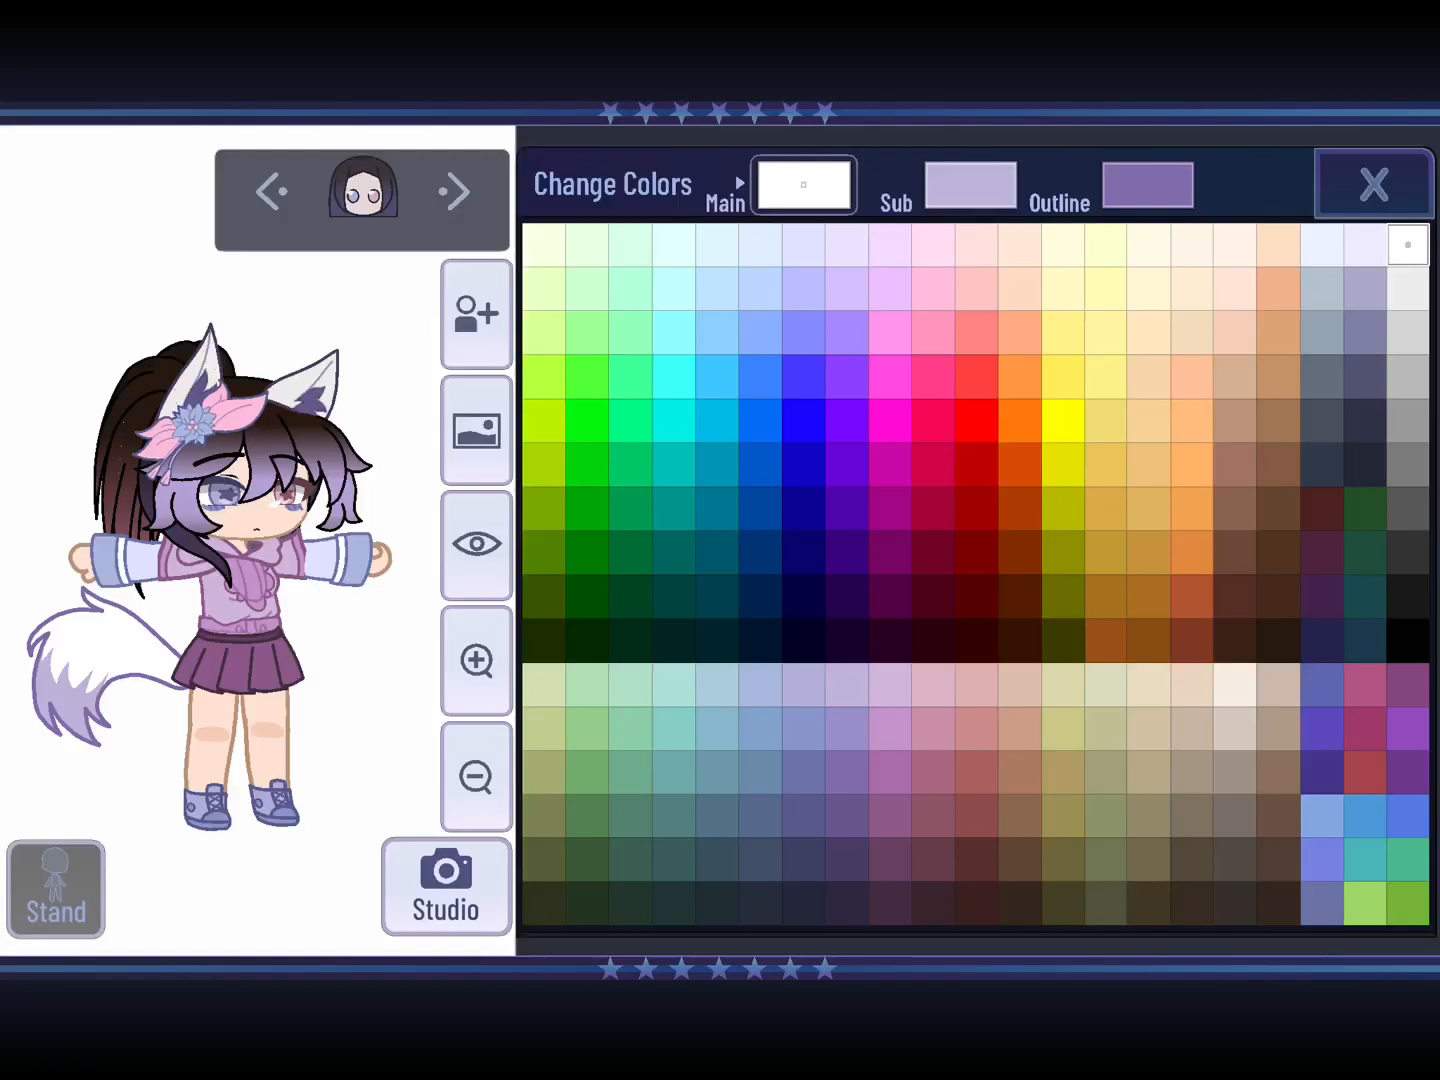 Change Colors
Main
Sub
Outline
X
Stand
Studio